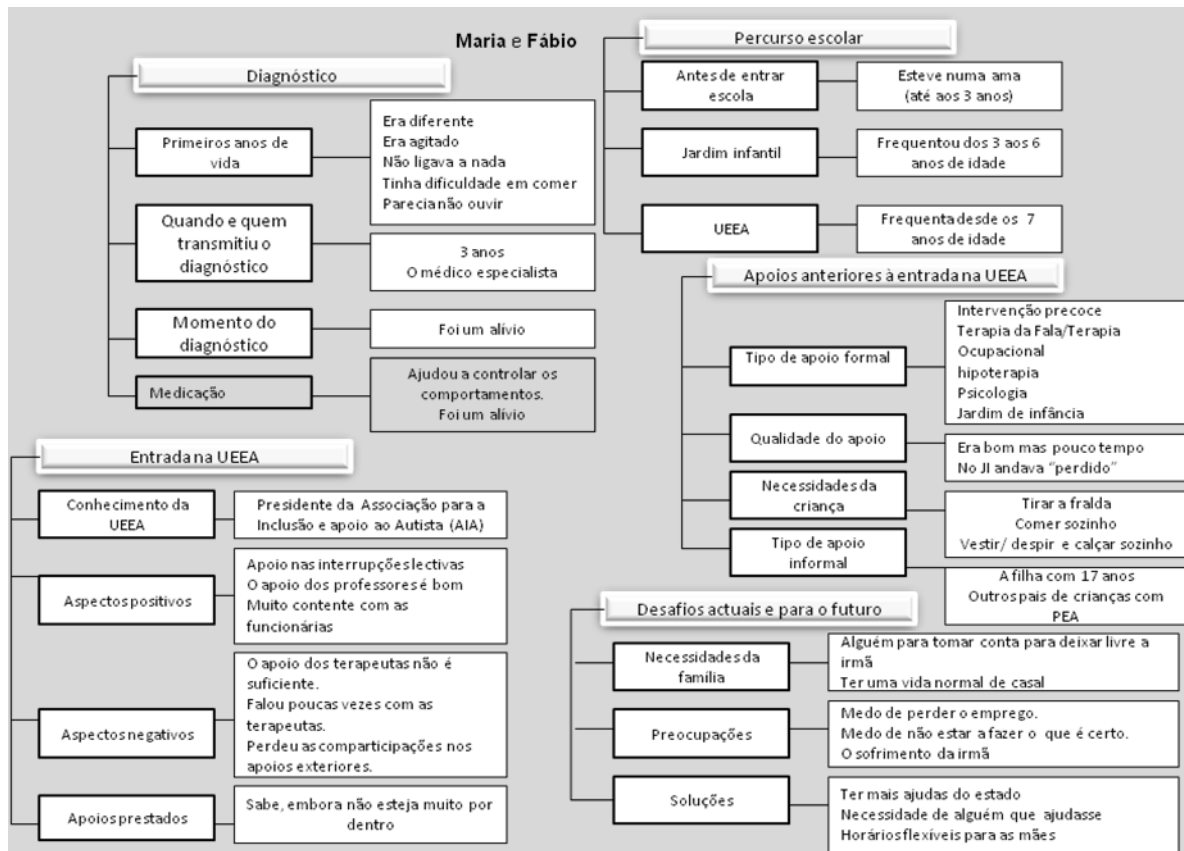 Maria e Fábio
Diagnóstico
Primeiros anos de
vida
Era diferente
Era agitado
Não ligava a nada
Tinha dificuldade em comer
Parecia não ouvir
Quando e quem
transmitiu o
diagnóstico
3 anos
O médico especialista
Momento do
diagnóstico
Foi um alívio
Medicação
Ajudou a controlar os
comportamentos.
Foi um alívio
Percurso escolar
Antes de entrar
escola
Esteve numa ama
(até aos 3 anos)
Jardim infantil
Frequentou dos 3 aos 6
anos de idade
UEEA
Frequenta desde os 7
anos de idade
Apoios anteriores à entrada na UEEA
Tipo de apoio formal
Intervenção precoce
Terapia da Fala/Terapia
Ocupacional
hipoterapia
Psicologia
Jardim de infância
Qualidade do apoio
Era bom mas pouco tempo
No JI andava “perdido”
Necessidades da
criança
Tirar a fralda
Comer sozinho
Vestir/ despir e calçar sozinho
Tipo de apoio
informal
A filha com 17 anos
Outros pais de crianças com
PEA
Entrada na UEEA
Conhecimento da
UEEA
Presidente da Associação para a
Inclusão e apoio ao Autista (AIA)
Aspectos positivos
Apoio nas interrupções lectivas
O apoio dos professores é bom
Muito contente com as
funcionárias
Aspectos negativos
O apoio dos terapeutas não é
suficiente.
Falou poucas vezes com as
terapeutas.
Perdeu as comparticipações nos
apoios exteriores.
Apoios prestados
Sabe, embora não esteja muito por
dentro
Desafios actuais e para o futuro
Necessidades da
família
Alguém para tomar conta para deixar livre a
irmã
Ter uma vida normal de casal
Preocupações
Medo de perder o emprego.
Medo de não estar a fazer o que é certo.
O sofrimento da irmã
Soluções
Ter mais ajudas do estado
Necessidade de alguém que ajudasse
Horários flexíveis para as mães